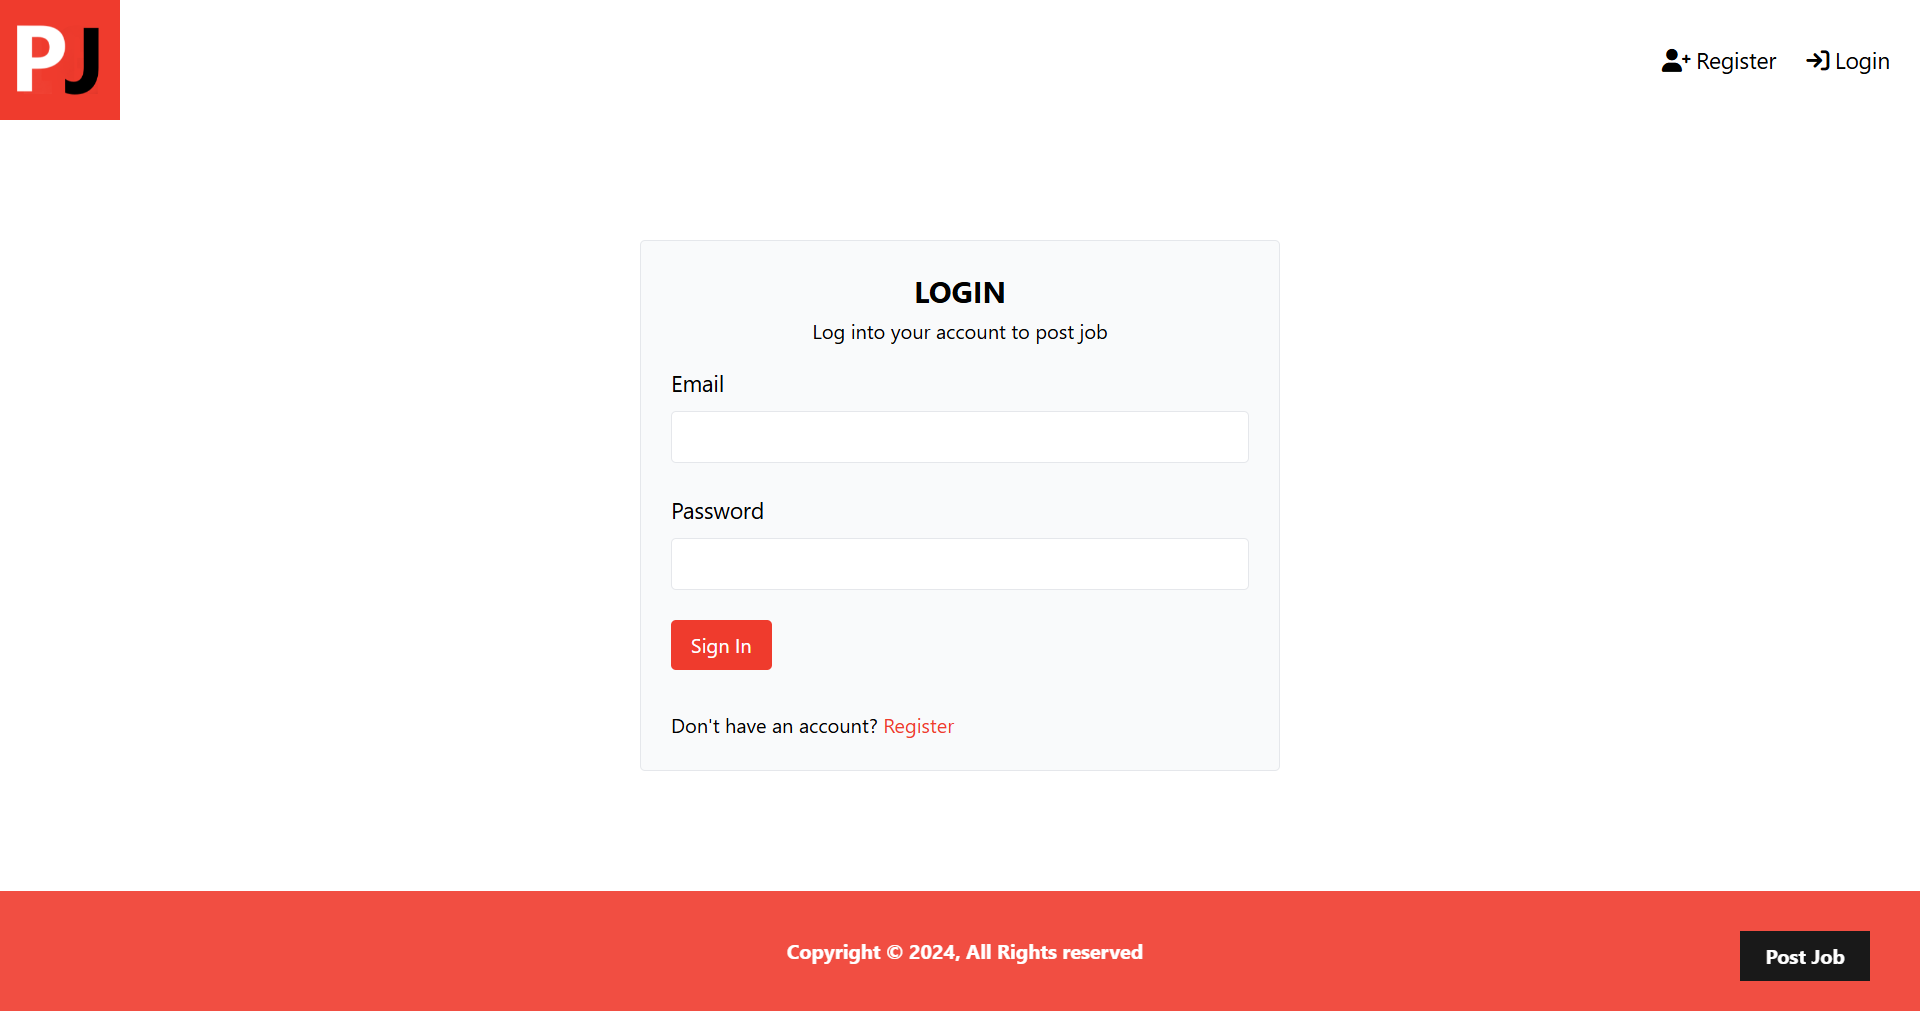 PJ
Register
Login
LOGIN
Log into your account to post job
Email
Password
Sign In
Don't have an account? Register
Copyright © 2024, All Rights reserved
Post Job